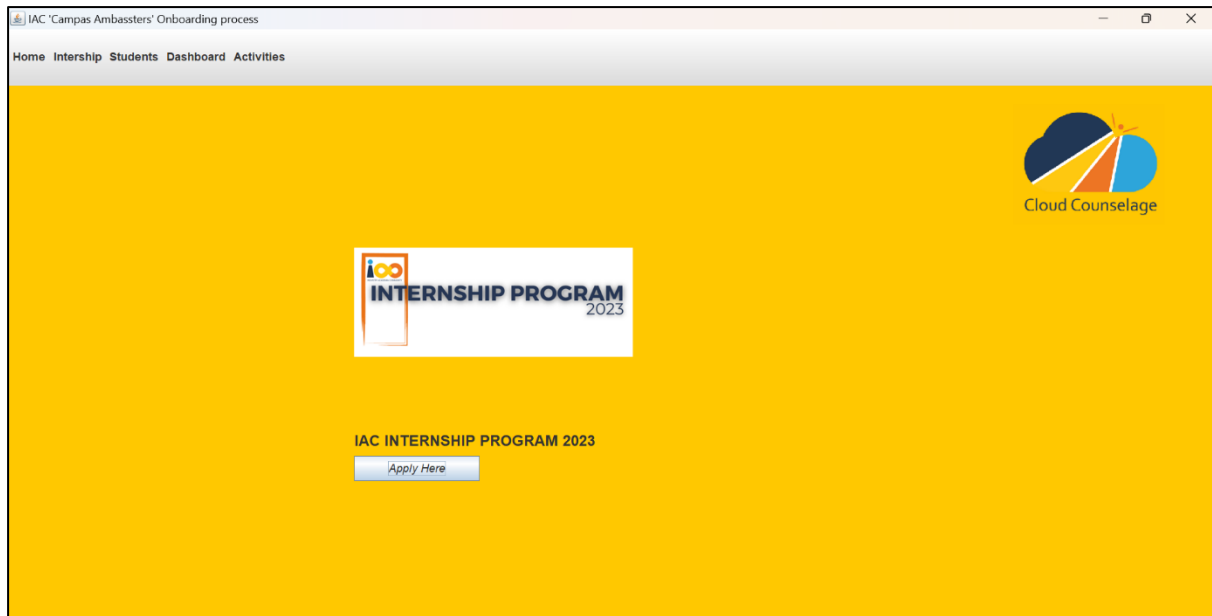 IAC 'Campas Ambassters' Onboarding process
Home Intership Students Dashboard Activities
Cloud Counselage
INTERNSHIP PROGRAM
2023
IAC INTERNSHIP PROGRAM 2023
Apply Here